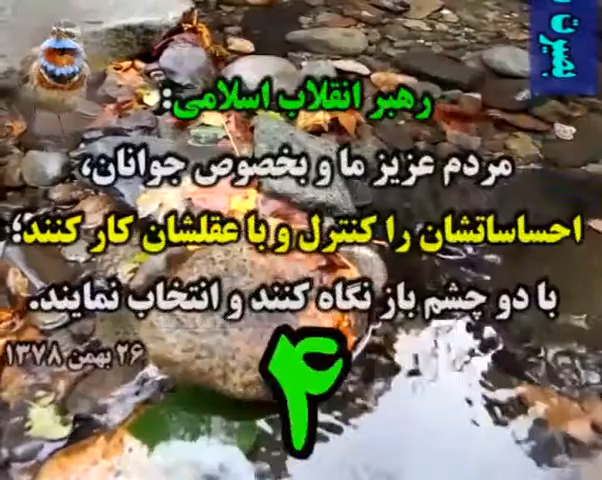 بصیرت
رهبر انقلاب اسلامی:
مردم عزیز ما و بخصوص جوانان،
احساساتشان را کنترل و با عقلشان کار کنند؛
با دو چشم باز نگاه کنند و انتخاب نمایند.
۲۶ بهمن ۱۳۷۸
۴